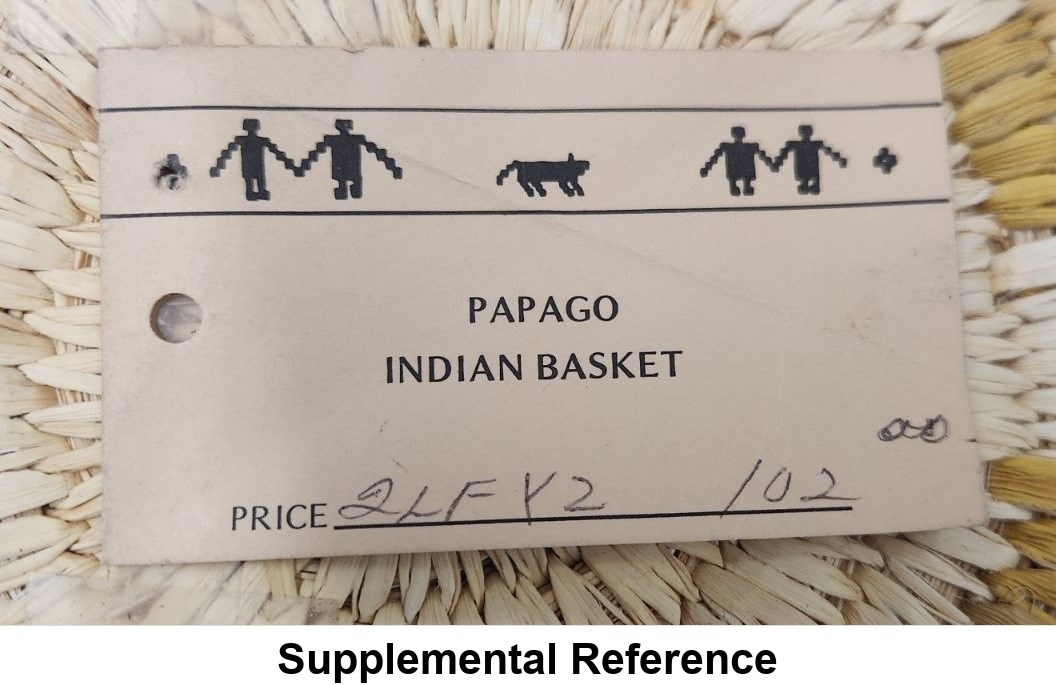 PAPAGO
INDIAN BASKET
PRICE 2LFY2 102
Supplemental Reference